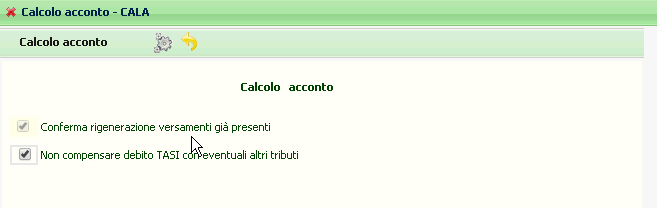 Calcolo acconto - CALA
Calcolo acconto
Calcolo acconto
Conferma rigenerazione versamenti già presenti
Non compensare debito TASI con eventuali altri tributi